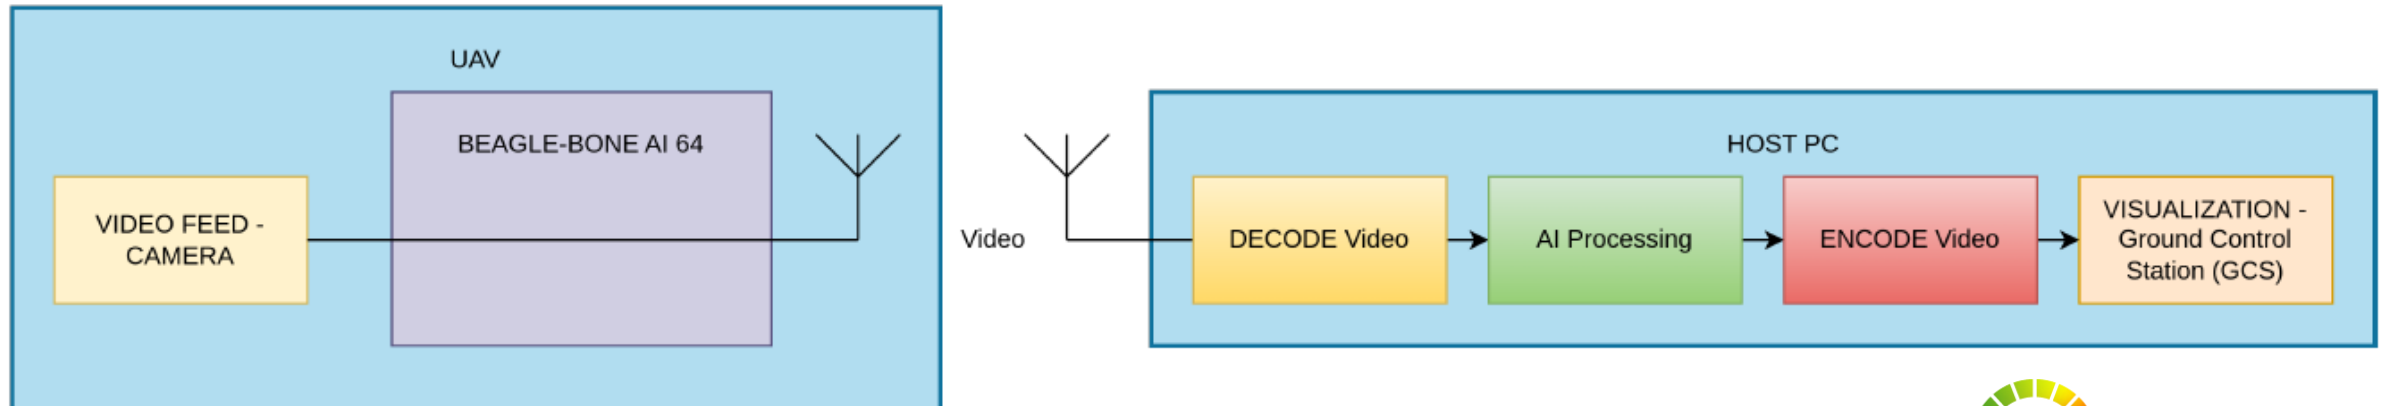 UAV
BEAGLE-BONE AI 64
VIDEO FEED -
CAMERA
Video
HOST PC
DECODE Video
AI Processing
ENCODE Video
VISUALIZATION -
Ground Control
Station (GCS)